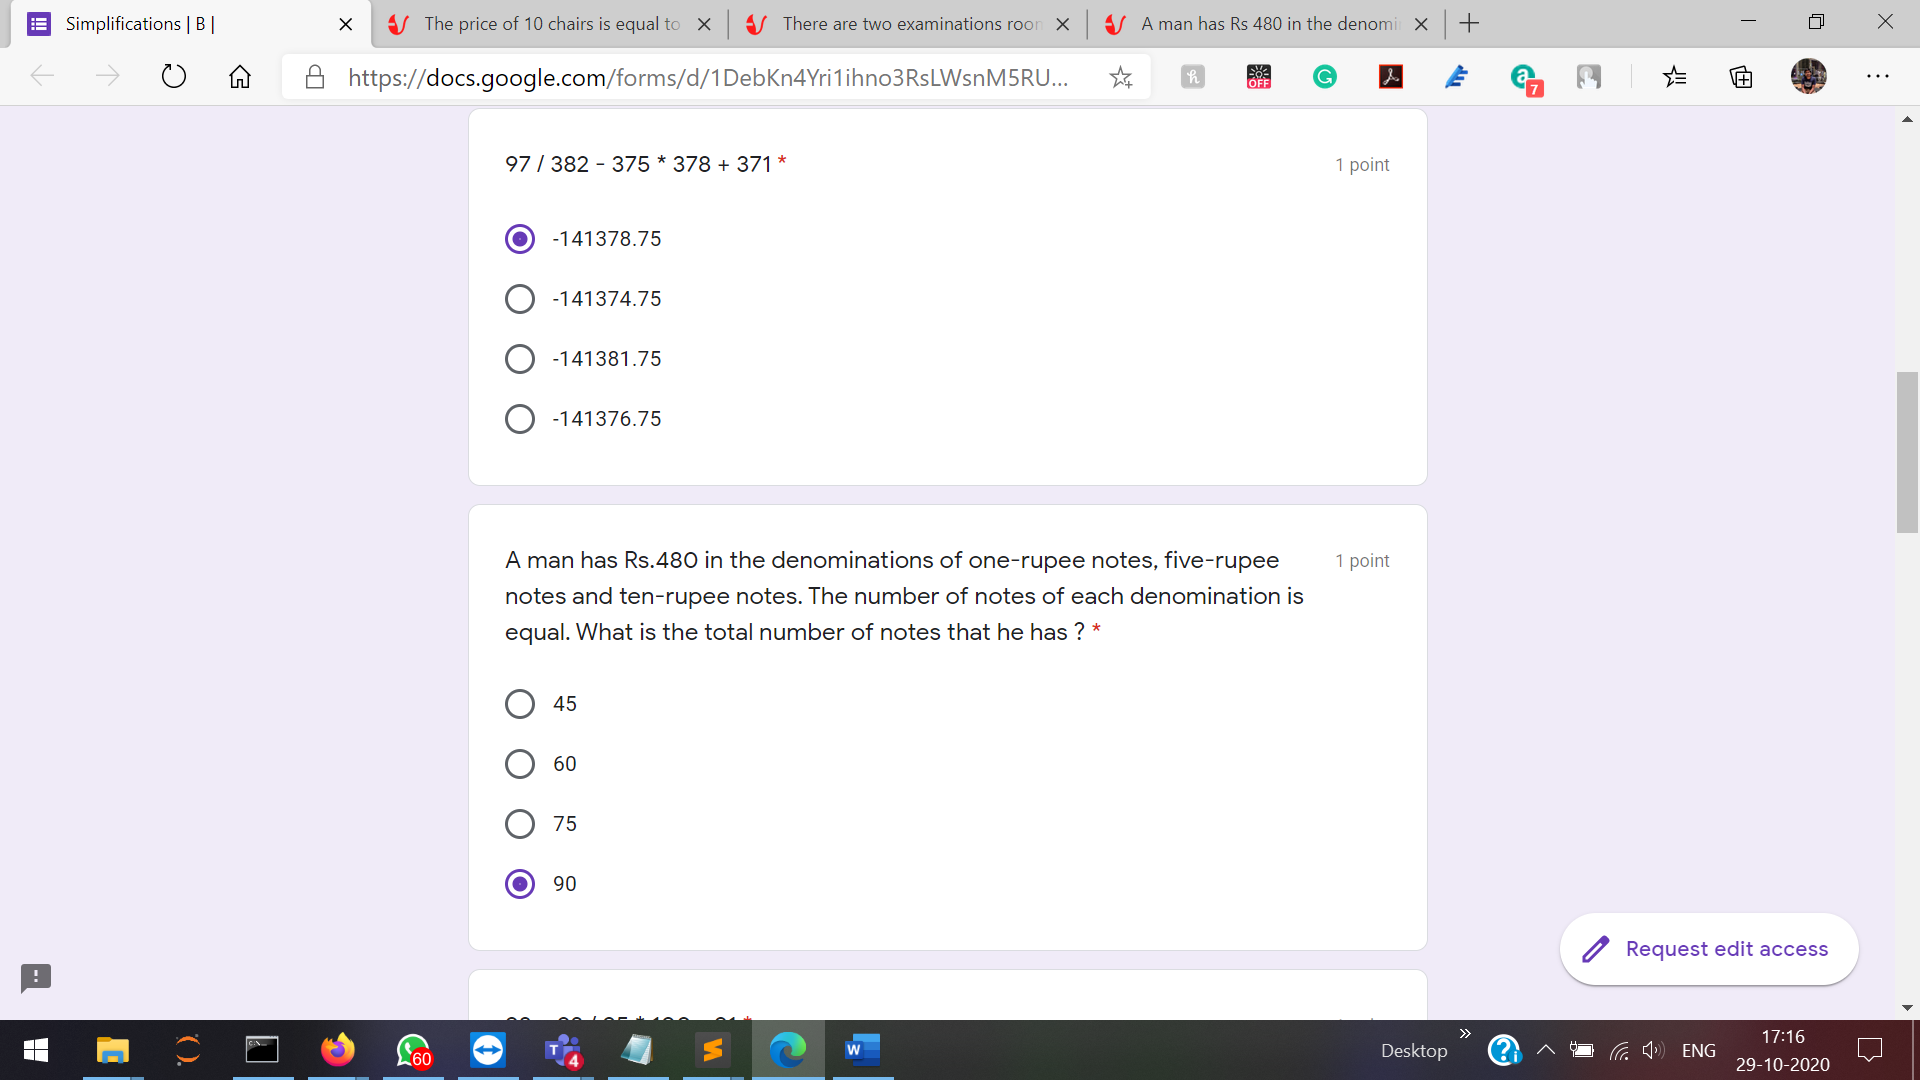 Simplifications | B |
The price of 10 chairs is equal to
There are two examinations room
A man has Rs 480 in the denomi
https://docs.google.com/forms/d/1DebKn4Yri1ihno3RsLWsnM5RU...
OFF
7
97 / 382 - 375 * 378 + 371 *
1 point
-141378.75
-141374.75
-141381.75
-141376.75
A man has Rs.480 in the denominations of one-rupee notes, five-rupee
1 point
notes and ten-rupee notes. The number of notes of each denomination is
equal. What is the total number of notes that he has ? *
45
60
75
90
Request edit access
60
4
Desktop
ENG
17:16
29-10-2020